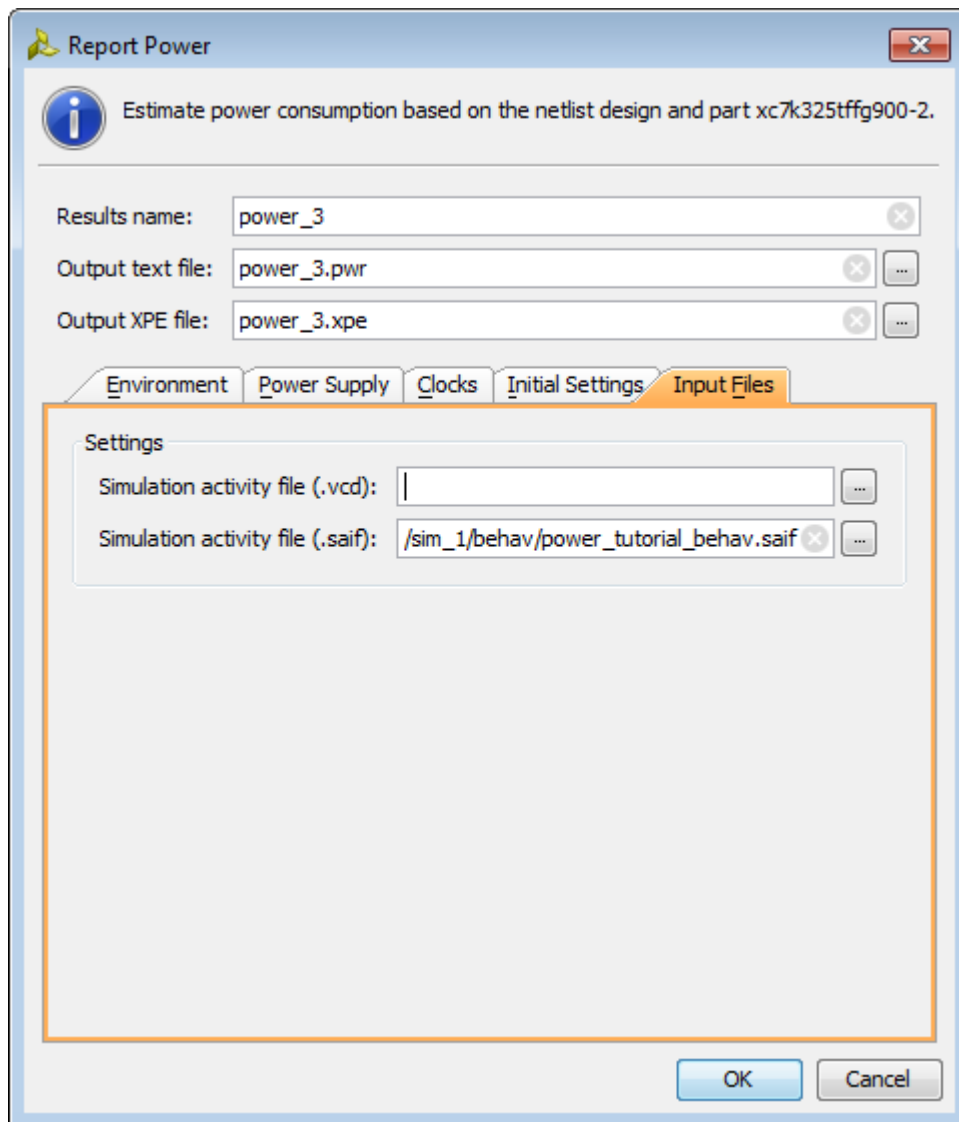 Report Power
Estimate power consumption based on the netlist design and part xc7k325tffg900-2.
Results name: power_3
Output text file: power_3.pwr ...
Output XPE file: power_3.xpe ...
Environment Power Supply Clocks Initial Settings Input Files
Settings
Simulation activity file (.vcd): ...
Simulation activity file (.saif): /sim_1/behav/power_tutorial_behav.saif ...
OK Cancel